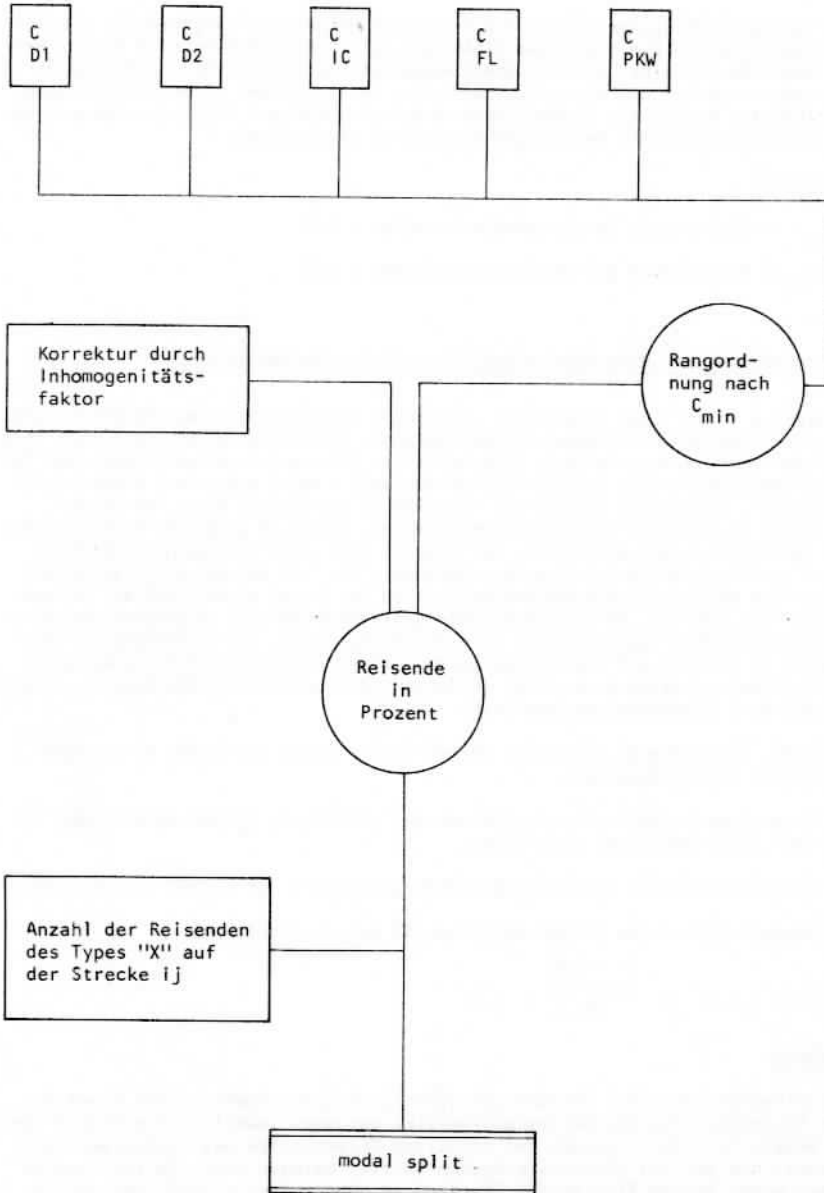 C
D1
C
D2
C
IC
C
FL
C
PKW
Korrektur durch
Inhomogenitäts-
faktor
Rangord-
nung nach
C min
Reisende
in
Prozent
Anzahl der Reisenden
des Types "X" auf
der Strecke ij
modal split